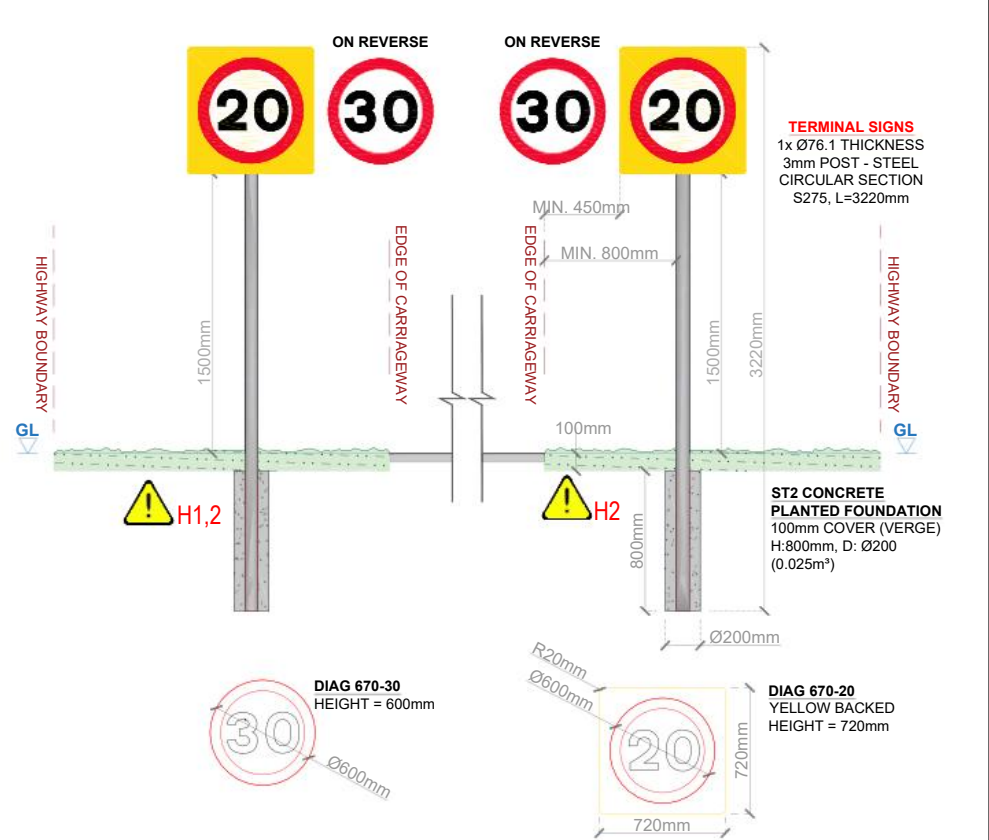 ON REVERSE
ON REVERSE
20
30
30
20
TERMINAL SIGNS
1x Ø76.1 THICKNESS
3mm POST - STEEL
CIRCULAR SECTION
S275, L=3220mm
MIN. 450mm
MIN. 800mm
HIGHWAY BOUNDARY
1500mm
EDGE OF CARRIAGEWAY
EDGE OF CARRIAGEWAY
1500mm
3220mm
HIGHWAY BOUNDARY
GL
100mm
GL
H1,2
H2
800mm
ST2 CONCRETE
PLANTED FOUNDATION
100mm COVER (VERGE)
H:800mm, D: Ø200
(0.025m³)
Ø200mm
DIAG 670-30
HEIGHT = 600mm
30
Ø600mm
R20mm
Ø600mm
20
720mm
720mm
DIAG 670-20
YELLOW BACKED
HEIGHT = 720mm